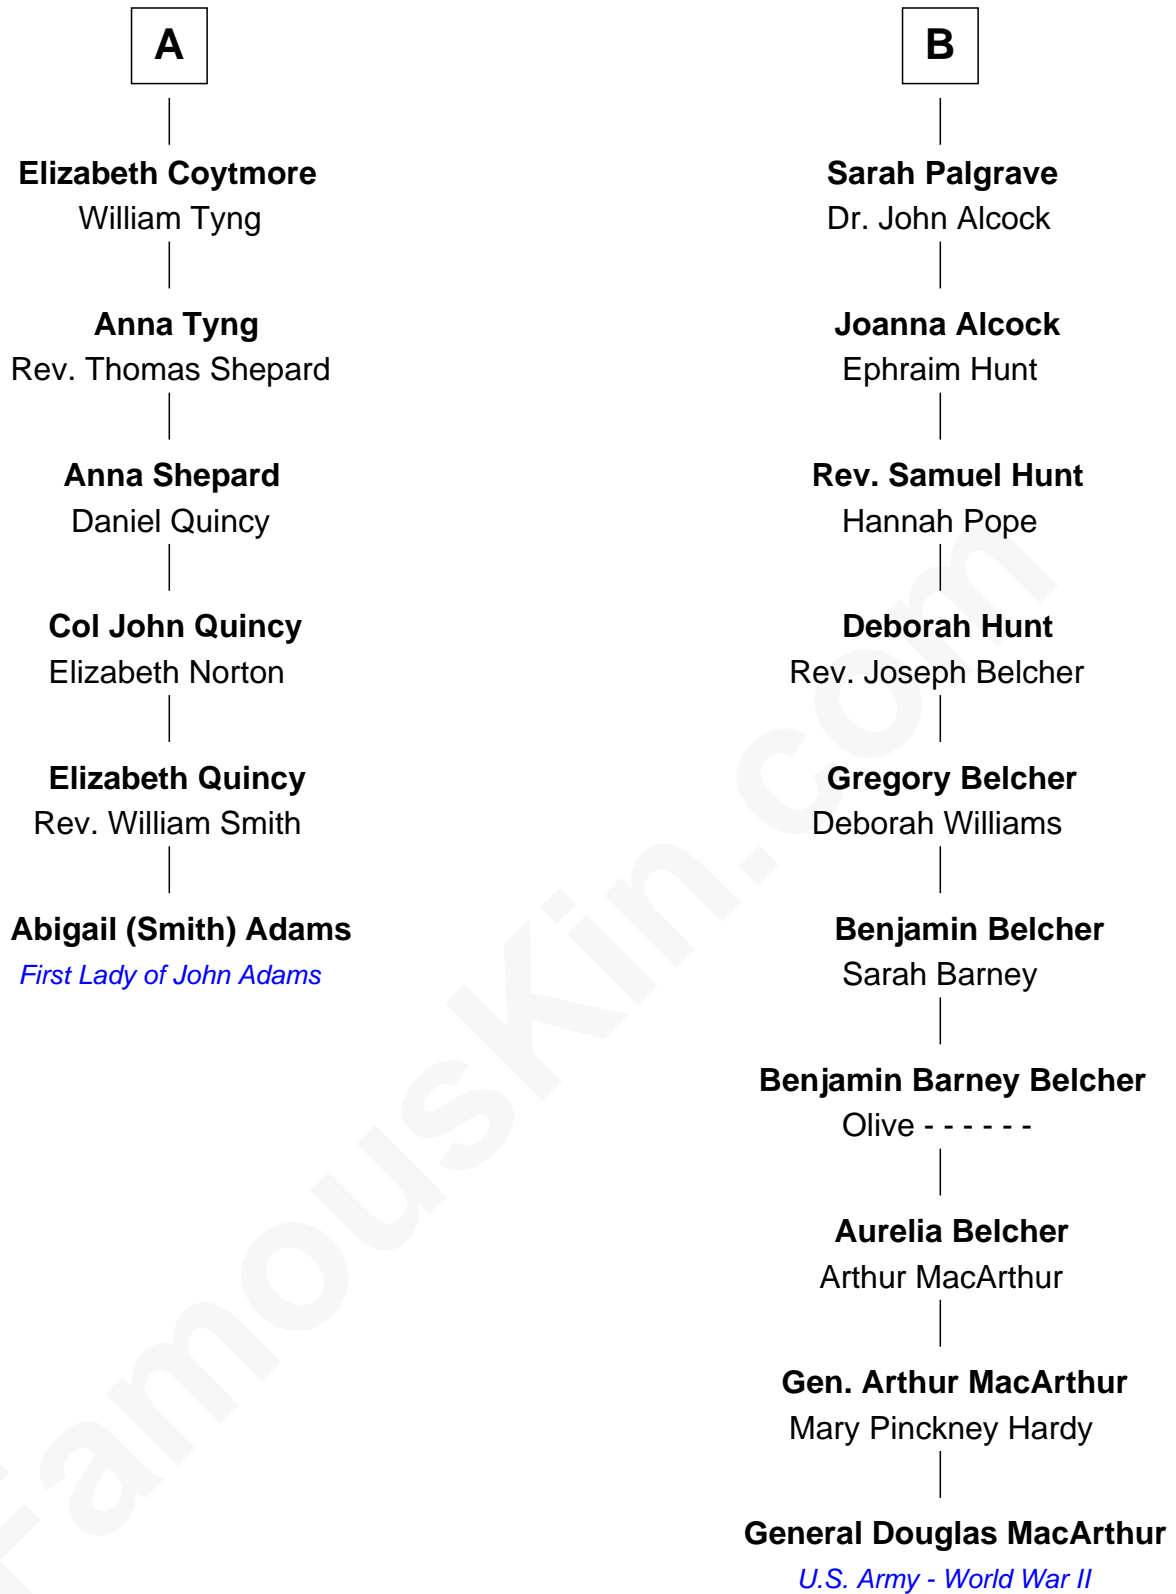 A
Elizabeth Coytmore
William Tyng
Anna Tyng
Rev. Thomas Shepard
Anna Shepard
Daniel Quincy
Col John Quincy
Elizabeth Norton
Elizabeth Quincy
Rev. William Smith
Abigail (Smith) Adams
First Lady of John Adams
B
Sarah Palgrave
Dr. John Alcock
Joanna Alcock
Ephraim Hunt
Rev. Samuel Hunt
Hannah Pope
Deborah Hunt
Rev. Joseph Belcher
Gregory Belcher
Deborah Williams
Benjamin Belcher
Sarah Barney
Benjamin Barney Belcher
Olive - - - - - -
Aurelia Belcher
Arthur MacArthur
Gen. Arthur MacArthur
Mary Pinckney Hardy
General Douglas MacArthur
U.S. Army - World War II
FamousKin.com